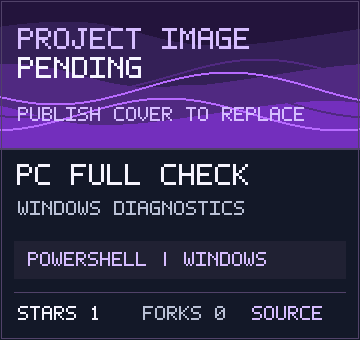 PROJECT IMAGE
PENDING
PUBLISH COVER TO REPLACE
PC FULL CHECK
WINDOWS DIAGNOSTICS
POWERSHELL | WINDOWS
STARS 1 FORKS 0 SOURCE